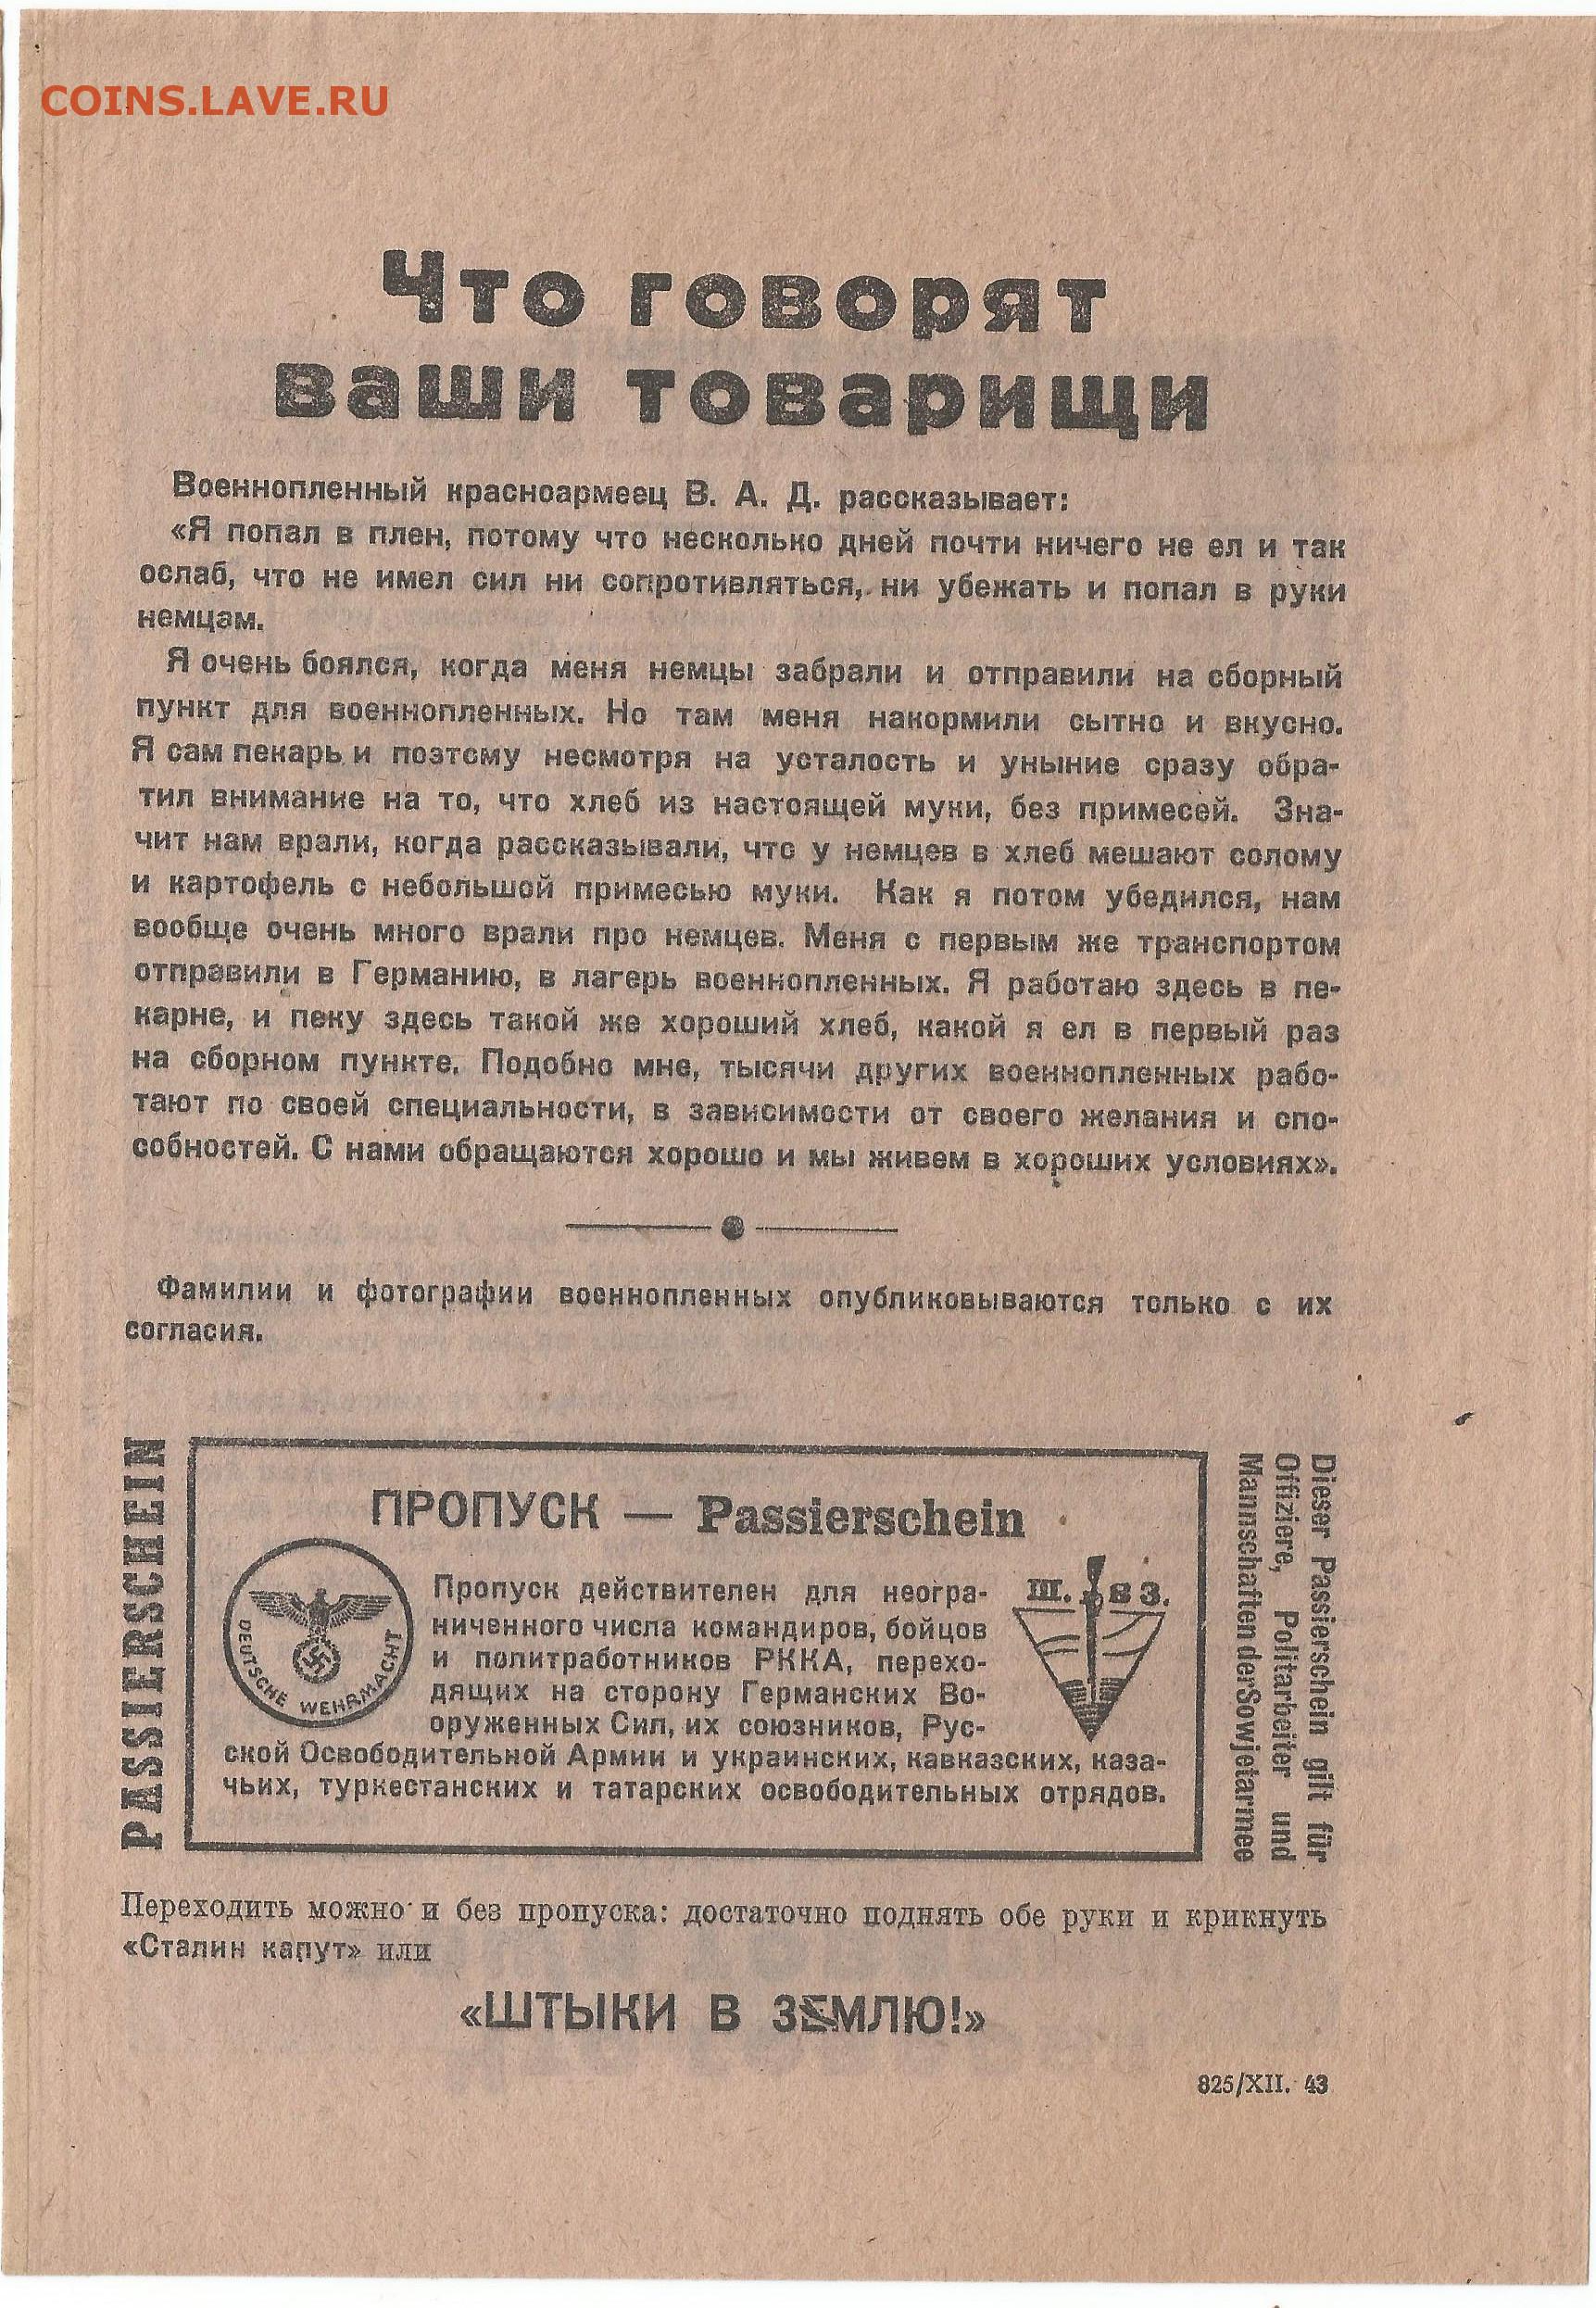 COINS.LAVE.RU
Что говорят
ваши товарищи
Военнопленный красноармеец В. А. Д. рассказывает:
«Я попал в плен, потому что несколько дней почти ничего не ел и так
ослаб, что не имел сил ни сопротивляться, ни убежать и попал в руки
немцам.
Я очень боялся, когда меня немцы забрали и отправили на сборный
пункт для военнопленных. Но там меня накормили сытно и вкусно.
Я сам пекарь и поэтому несмотря на усталость и уныние сразу обра-
тил внимание на то, что хлеб из настоящей муки, без примесей. Зна-
чит нам врали, когда рассказывали, что у немцев в хлеб мешают солому
и картофель с небольшой примесью муки. Как я потом убедился, нам
вообще очень много врали про немцев. Меня с первым же транспортом
отправили в Германию, в лагерь военнопленных. Я работаю здесь в пе-
карне, и пеку здесь такой же хороший хлеб, какой я ел в первый раз
на сборном пункте. Подобно мне, тысячи других военнопленных рабо-
тают по своей специальности, в зависимости от своего желания и спо-
собностей. С нами обращаются хорошо и мы живем в хороших условиях».
Фамилии и фотографии военнопленных опубликовываются только с их
согласия.
PASSIERSCHEIN
ПРОПУСК — Passierschein
DEUTSCHE WEHRMACHT
Пропуск действителен для неогра-
ниченного числа командиров, бойцов
и политработников РККА, перехо-
дящих на сторону Германских Во-
оруженных Сил, их союзников, Рус-
ской Освободительной Армии и украинских, кавказских, каза-
чьих, туркестанских и татарских освободительных отрядов.
Ш. В З.
Dieser Passierschein gilt für
Offiziere, Politarbeiter und
Mannschaften der Sowjetarmee
Переходить можно и без пропуска: достаточно поднять обе руки и крикнуть
«Сталин капут» или
«ШТЫКИ В ЗЕМЛЮ!»
825/XII. 43